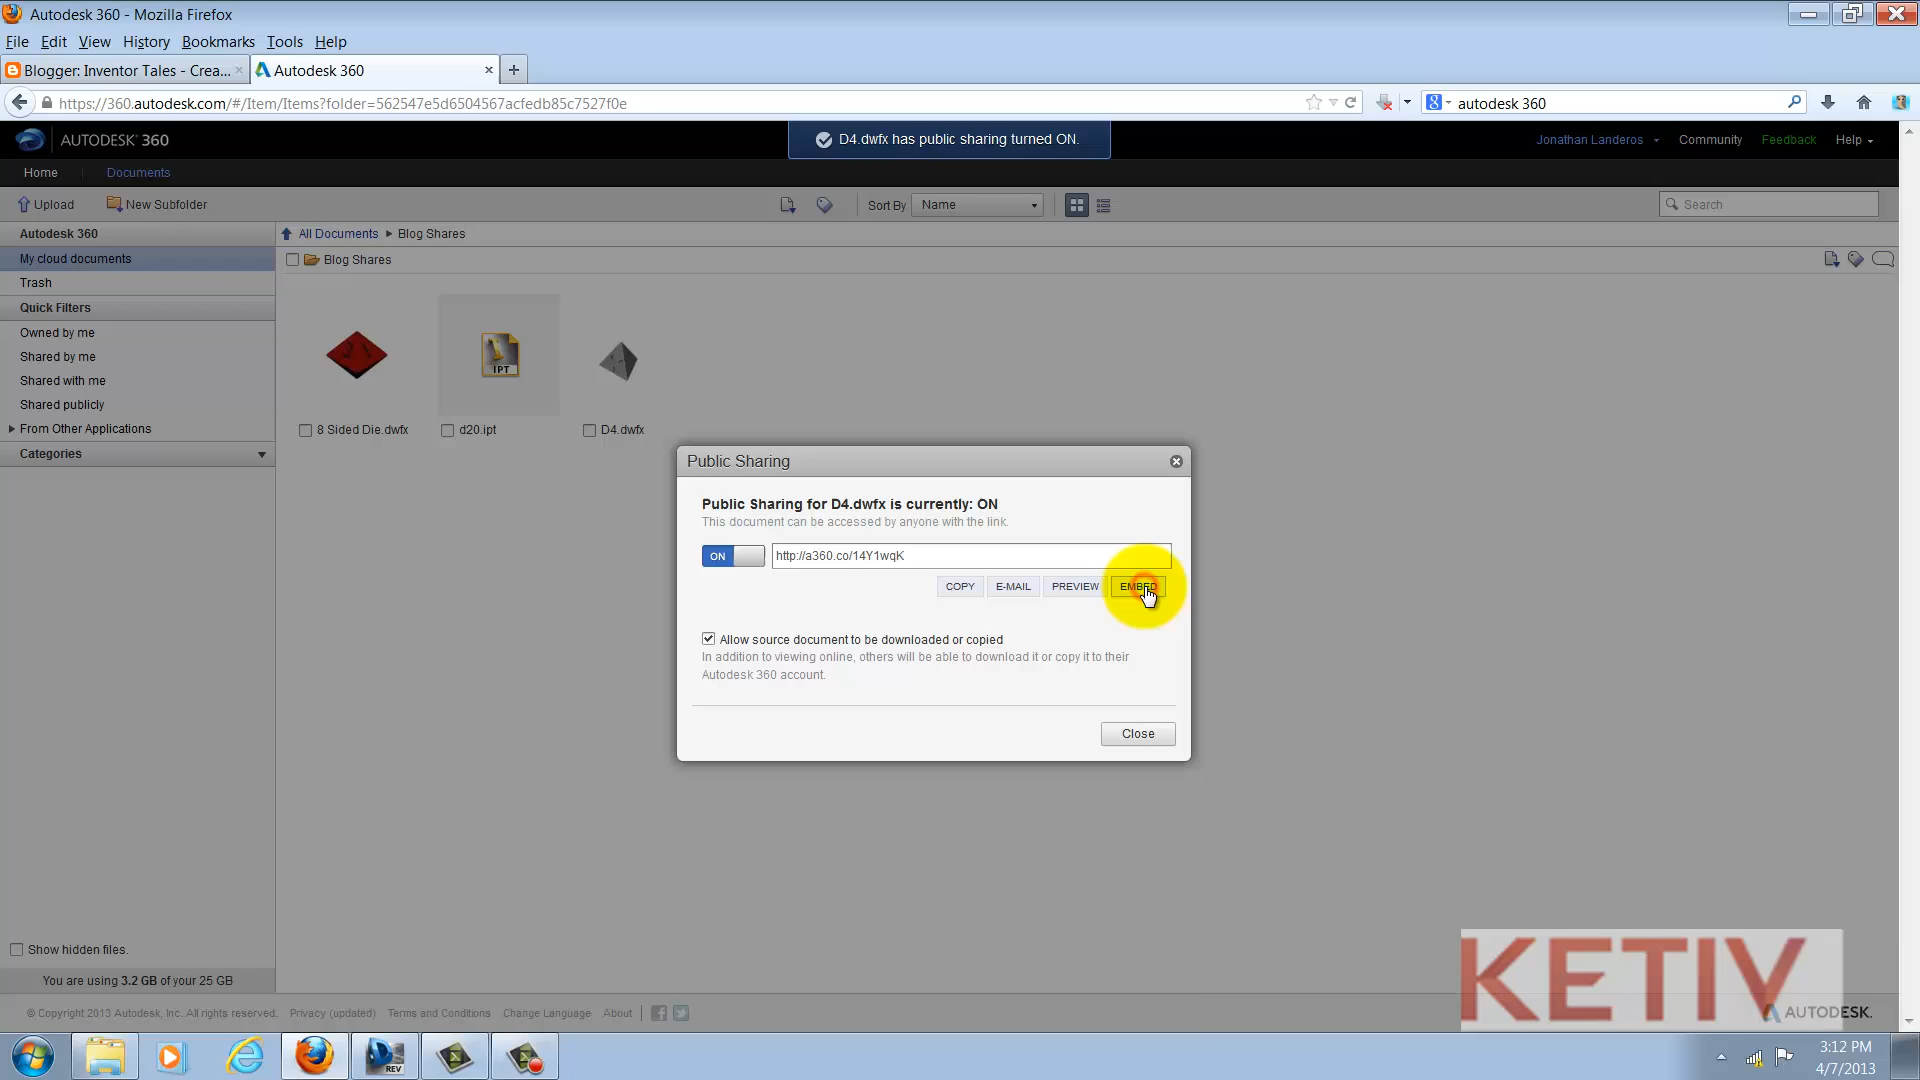 Autodesk 360 - Mozilla Firefox
File Edit View History Bookmarks Tools Help
Blogger: Inventor Tales - Crea... Autodesk 360
https://360.autodesk.com/#/Item/Items?folder=562547e5d6504567acfedb85c7527f0e autodesk 360
AUTODESK® 360 D4.dwfx has public sharing turned ON. Jonathan Landeros Community Feedback Help
Home Documents
Upload New Subfolder Sort By Name Search
Autodesk 360 All Documents Blog Shares
My cloud documents Blog Shares
Trash
Quick Filters
Owned by me
Shared by me
IPT
Shared with me
Shared publicly
From Other Applications 8 Sided Die.dwfx d20.ipt D4.dwfx
Categories
Public Sharing
Public Sharing for D4.dwfx is currently: ON
This document can be accessed by anyone with the link.
ON http://a360.co/14Y1wqK
COPY E-MAIL PREVIEW EMBED
Allow source document to be downloaded or copied
In addition to viewing online, others will be able to download it or copy it to their
Autodesk 360 account.
Close
Show hidden files.
You are using 3.2 GB of your 25 GB
KETIV
© Copyright 2013 Autodesk, Inc. All rights reserved. Privacy (updated) Terms and Conditions Change Language About AUTODESK.
REV
3:12 PM
4/7/2013